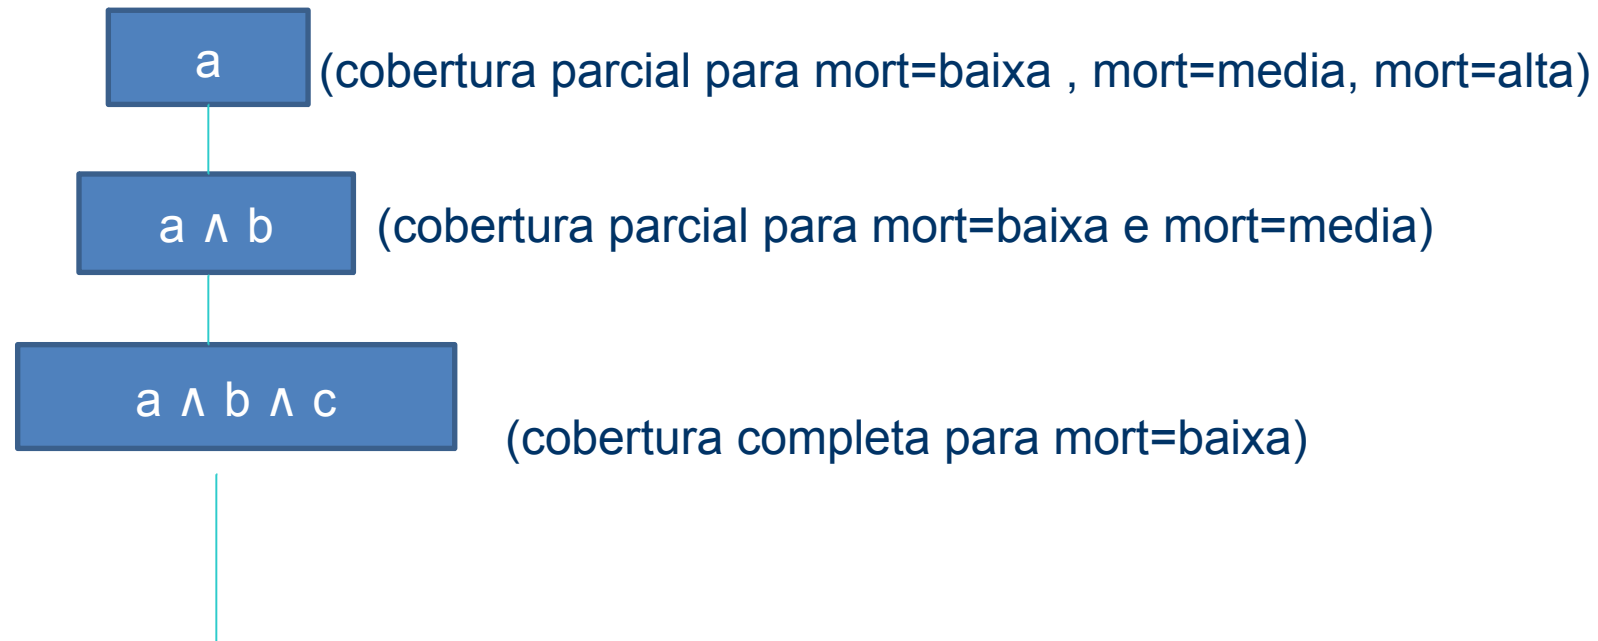 a
(cobertura parcial para mort=baixa , mort=media, mort=alta)
a ∧ b
(cobertura parcial para mort=baixa e mort=media)
a ∧ b ∧ c
(cobertura completa para mort=baixa)